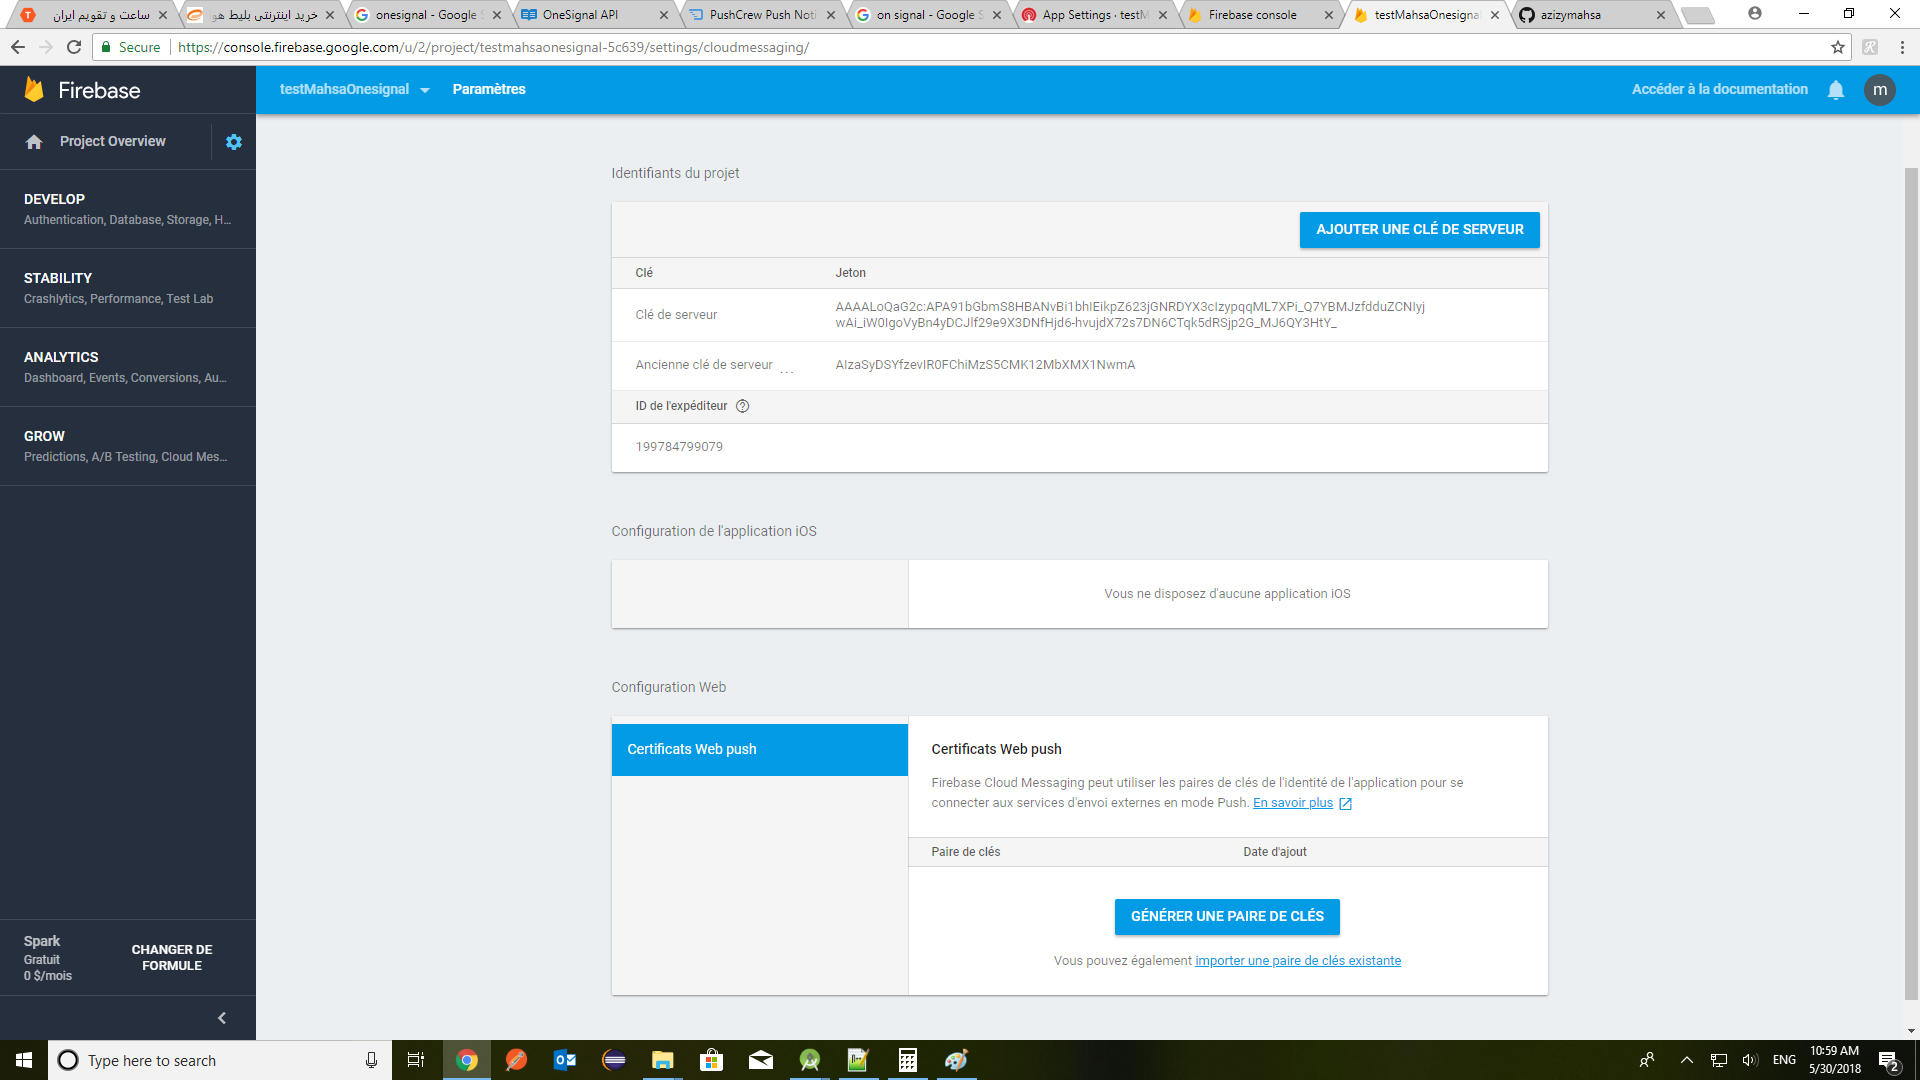 ساعت و تقویم ایران
خرید اینترنتی بلیط هو
onesignal - Google S
OneSignal API
PushCrew Push Noti
on signal - Google S
App Settings · testM
Firebase console
testMahsaOnesignal
azizymahsa
Secure
https://console.firebase.google.com/u/2/project/testmahsaonesignal-5c639/settings/cloudmessaging/
Firebase
testMahsaOnesignal
Paramètres
Accéder à la documentation
m
Project Overview
DEVELOP
Authentication, Database, Storage, H...
STABILITY
Crashlytics, Performance, Test Lab
ANALYTICS
Dashboard, Events, Conversions, Au...
GROW
Predictions, A/B Testing, Cloud Mes...
Spark
Gratuit
0 $/mois
CHANGER DE
FORMULE
Identifiants du projet
AJOUTER UNE CLÉ DE SERVEUR
Clé
Jeton
Clé de serveur
AAAALoQaG2c:APA91bGbmS8HBANvBi1bhIEikpZ623jGNRDYX3cIzypqqML7XPi_Q7YBMJzfdduZCNIyj
wAi_iW0IgoVyBn4yDCJlf29e9X3DNfHjd6-hvujdX72s7DN6CTqk5dRSjp2G_MJ6QY3HtY_
Ancienne clé de serveur ...
AIzaSyDSYfzevIR0FChiMzS5CMK12MbXMX1NwmA
ID de l'expéditeur
199784799079
Configuration de l'application iOS
Vous ne disposez d'aucune application iOS
Configuration Web
Certificats Web push
Certificats Web push
Firebase Cloud Messaging peut utiliser les paires de clés de l'identité de l'application pour se
connecter aux services d'envoi externes en mode Push. En savoir plus
Paire de clés
Date d'ajout
GÉNÉRER UNE PAIRE DE CLÉS
Vous pouvez également importer une paire de clés existante
Type here to search
ENG
10:59 AM
5/30/2018
2